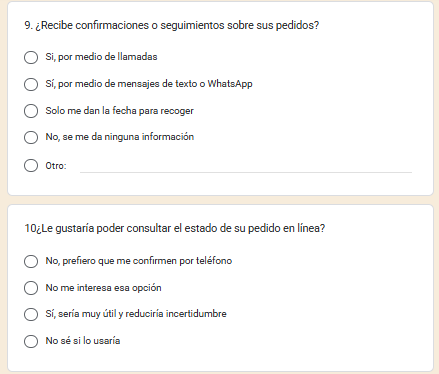 9. ¿Recibe confirmaciones o seguimientos sobre sus pedidos?
Si, por medio de llamadas
Sí, por medio de mensajes de texto o WhatsApp
Solo me dan la fecha para recoger
No, se me da ninguna información
Otro:
10¿Le gustaría poder consultar el estado de su pedido en línea?
No, prefiero que me confirmen por teléfono
No me interesa esa opción
Sí, sería muy útil y reduciría incertidumbre
No sé si lo usaría